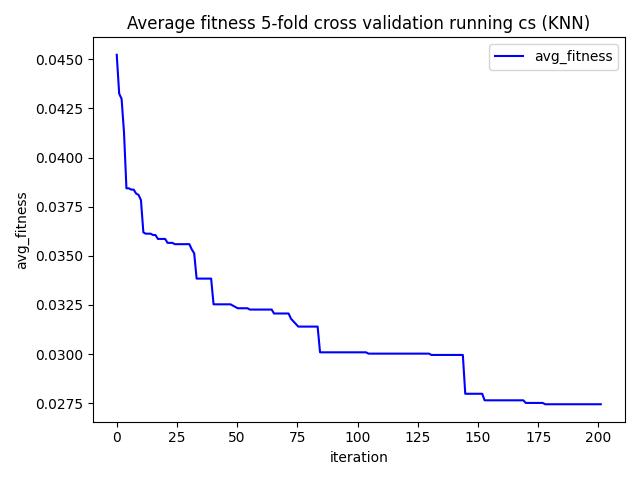 Average fitness 5-fold cross validation running cs (KNN)
avg_fitness
0.0450
0.0425
0.0400
0.0375
0.0350
0.0325
0.0300
0.0275
avg_fitness
0 25 50 75 100 125 150 175 200
iteration